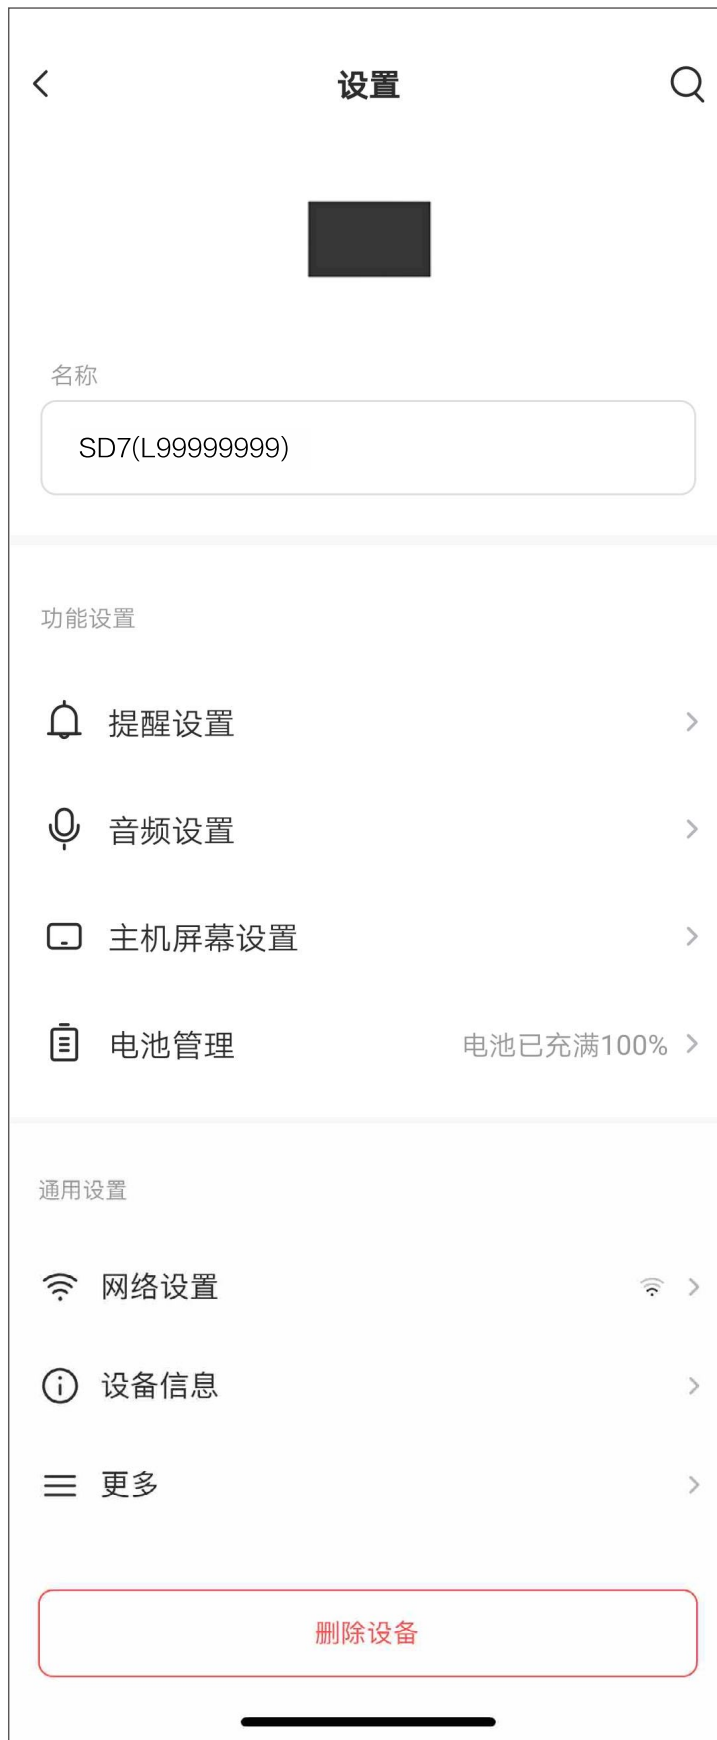 设置
名称
SD7(L99999999)
功能设置
提醒设置
音频设置
主机屏幕设置
电池管理 电池已充满100%
通用设置
网络设置
设备信息
更多
删除设备